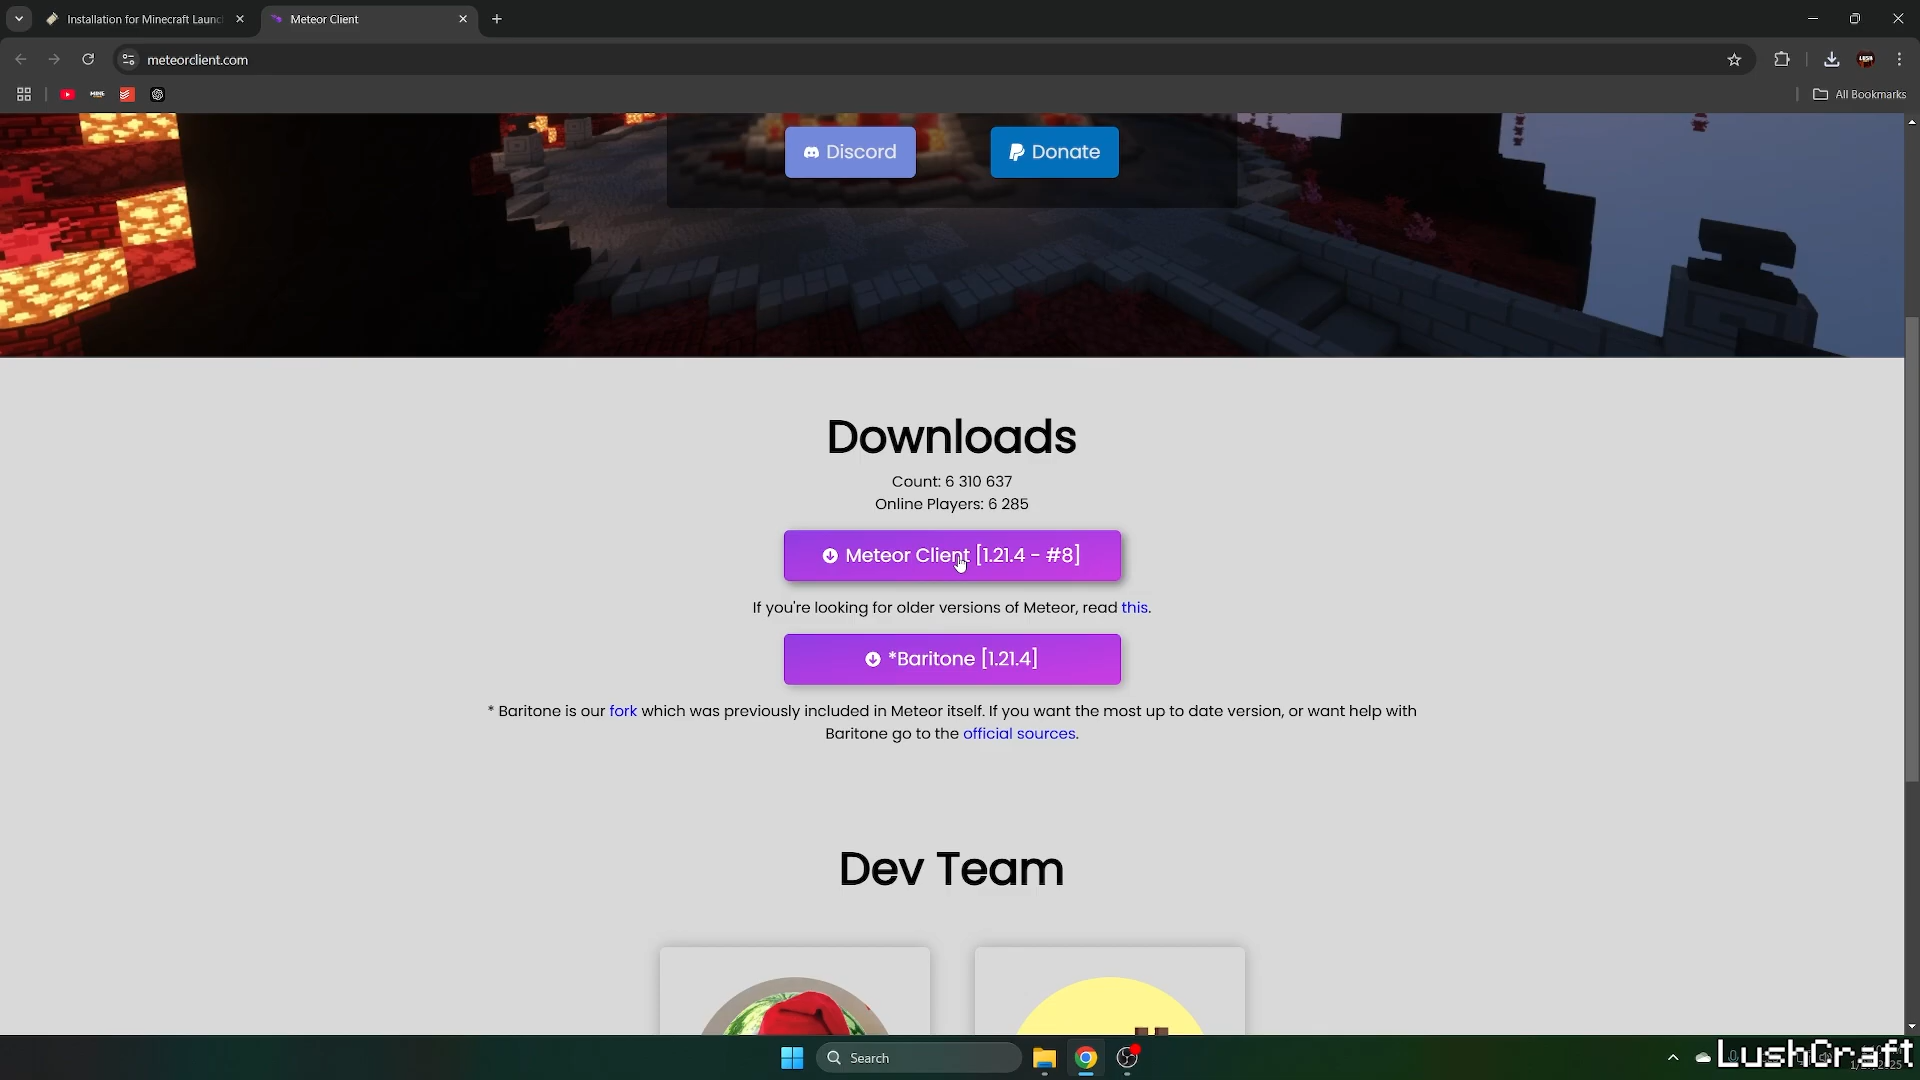 Installation for Minecraft Launc
Meteor Client
meteorclient.com
All Bookmarks
Discord
Donate
Downloads
Count: 6 310 637
Online Players: 6 285
Meteor Client [1.21.4 - #8]
If you're looking for older versions of Meteor, read this.
*Baritone [1.21.4]
* Baritone is our fork which was previously included in Meteor itself. If you want the most up to date version, or want help with
Baritone go to the official sources.
Dev Team
Search
LushCraft